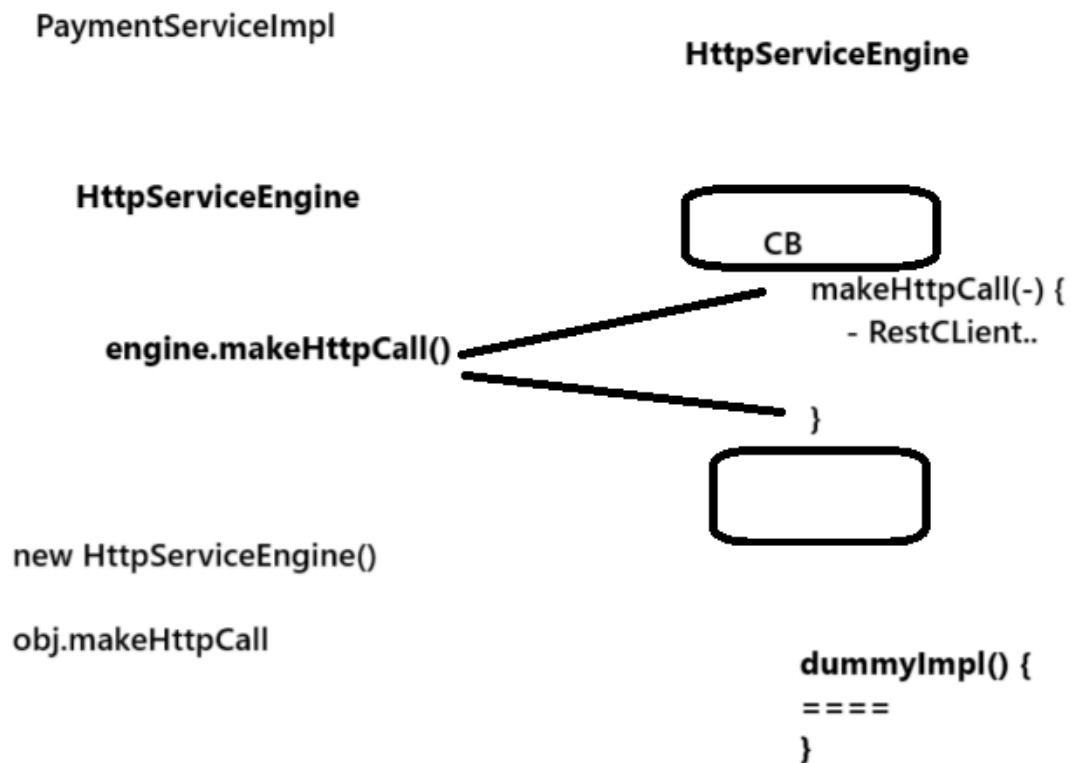 PaymentServiceImpl
HttpServiceEngine
HttpServiceEngine
CB
makeHttpCall(-) {
- RestCLient..
engine.makeHttpCall()
}
new HttpServiceEngine()
obj.makeHttpCall
dummyImpl() {
====
}